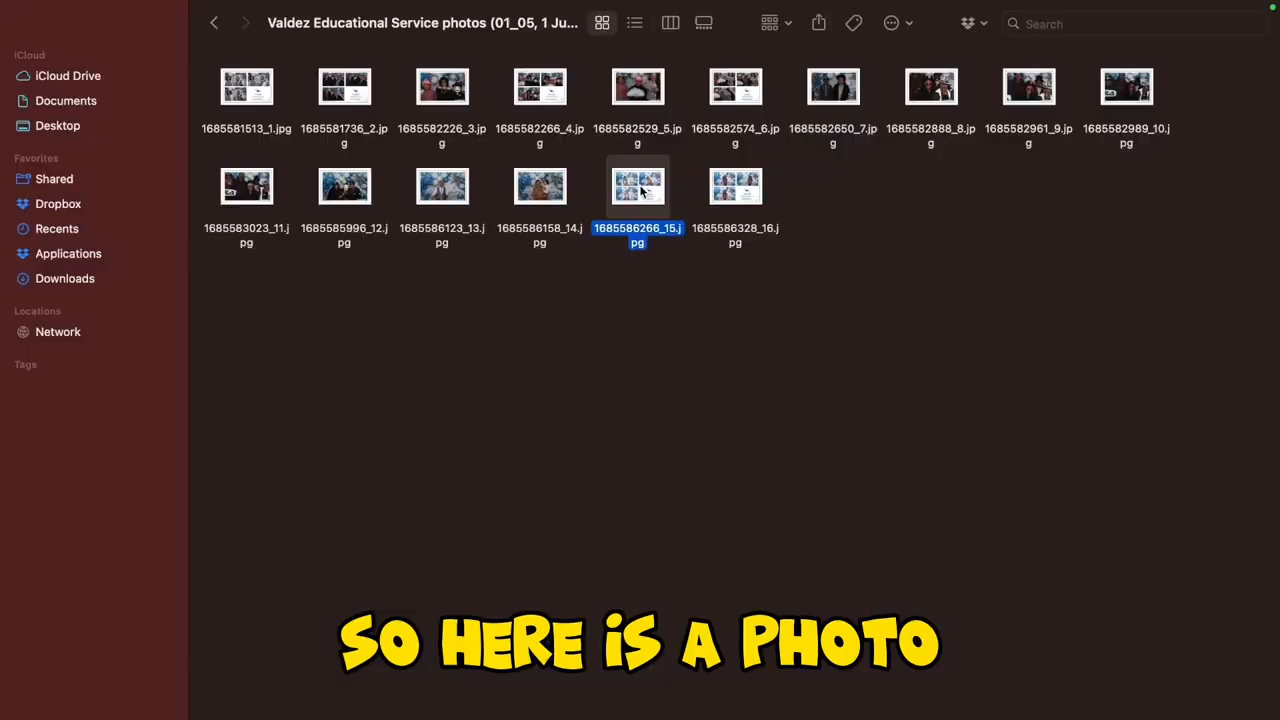 Valdez Educational Service photos (01_05, 1 Ju...
Search
iCloud
iCloud Drive
Documents
Desktop
Favorites
Shared
Dropbox
Recents
Applications
Downloads
Locations
Network
Tags
1685581513_1.jpg
1685581736_2.jp
g
1685582226_3.jp
g
1685582266_4.jp
g
1685582529_5.jp
g
1685582574_6.jp
g
1685582650_7.jp
g
1685582888_8.jp
g
1685582961_9.jp
g
1685582989_10.j
pg
1685583023_11.j
pg
1685585996_12.j
pg
1685586123_13.j
pg
1685586158_14.j
pg
1685586266_15.j
pg
1685586328_16.j
pg
SO HERE IS A PHOTO